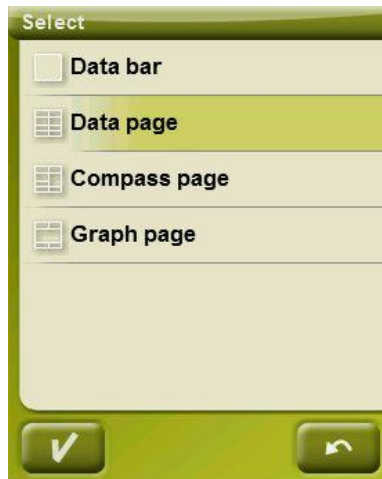 Select
Data bar
Data page
Compass page
Graph page